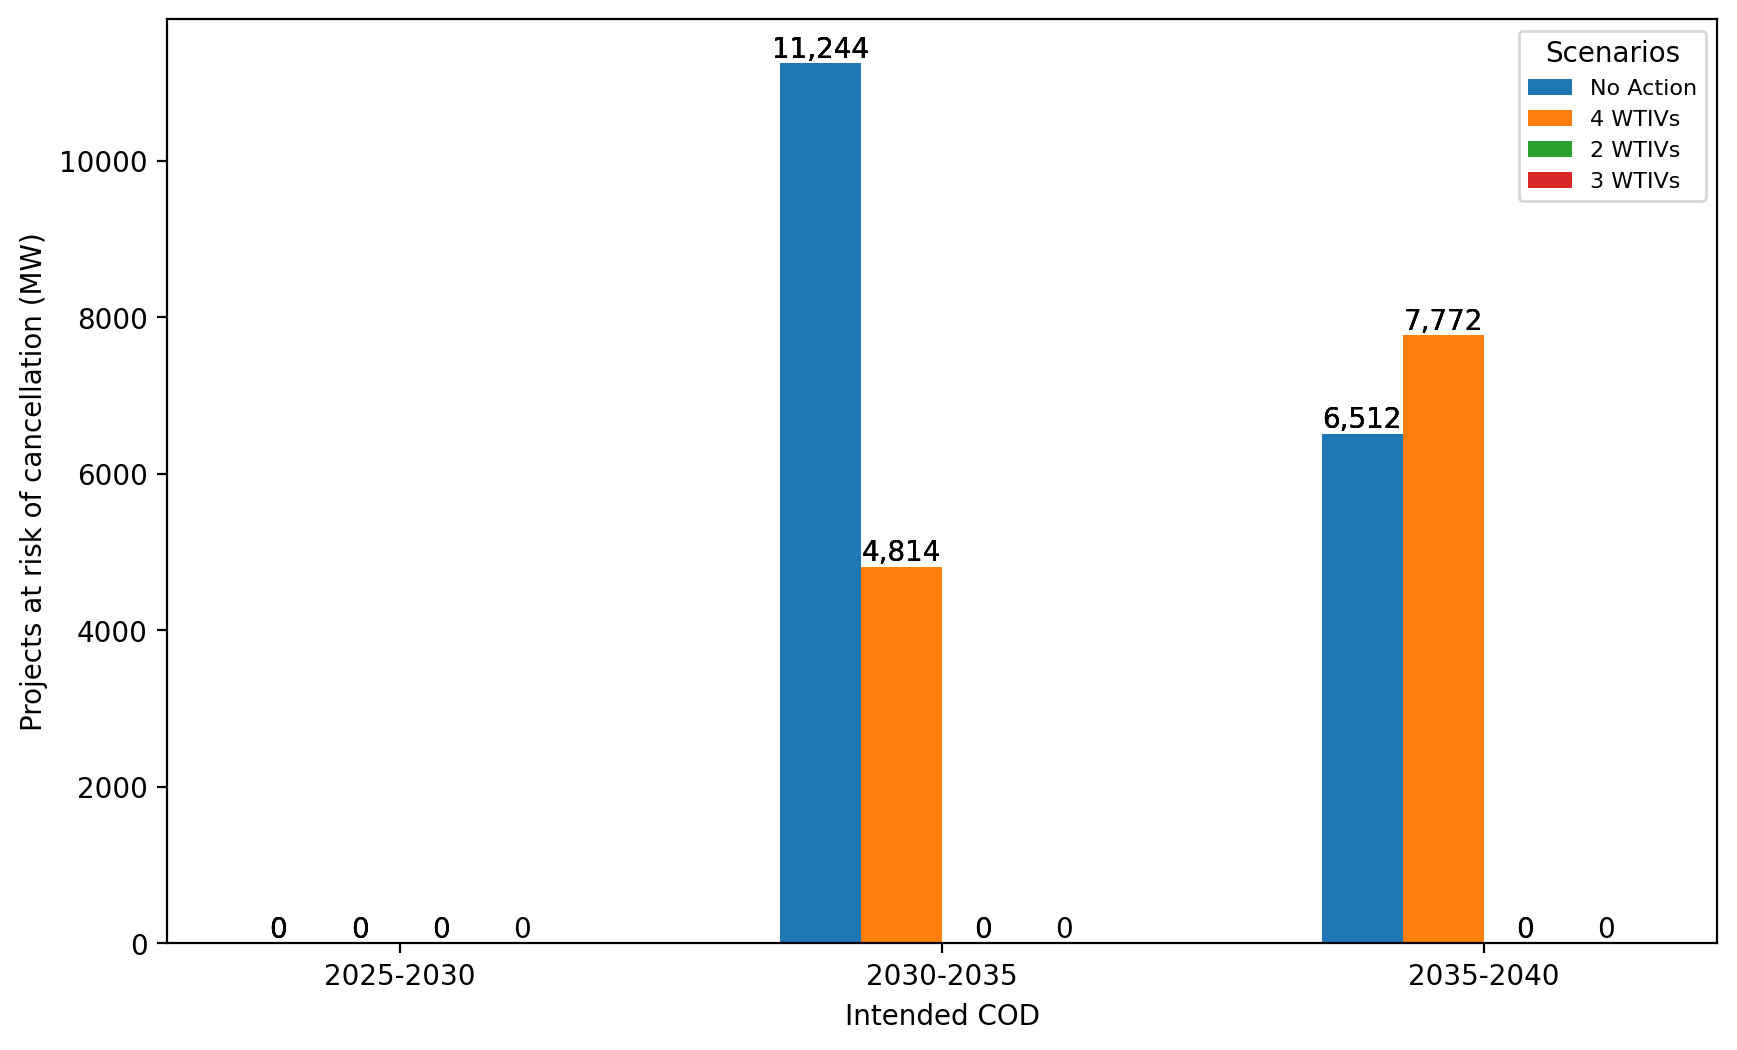 11,244
Scenarios
No Action
4 WTIVs
2 WTIVs
3 WTIVs
10000
8000
6000
4000
2000
0
Projects at risk of cancellation (MW)
7,772
6,512
4,814
0 0 0 0 0 0 0 0
2025-2030 2030-2035 2035-2040
Intended COD